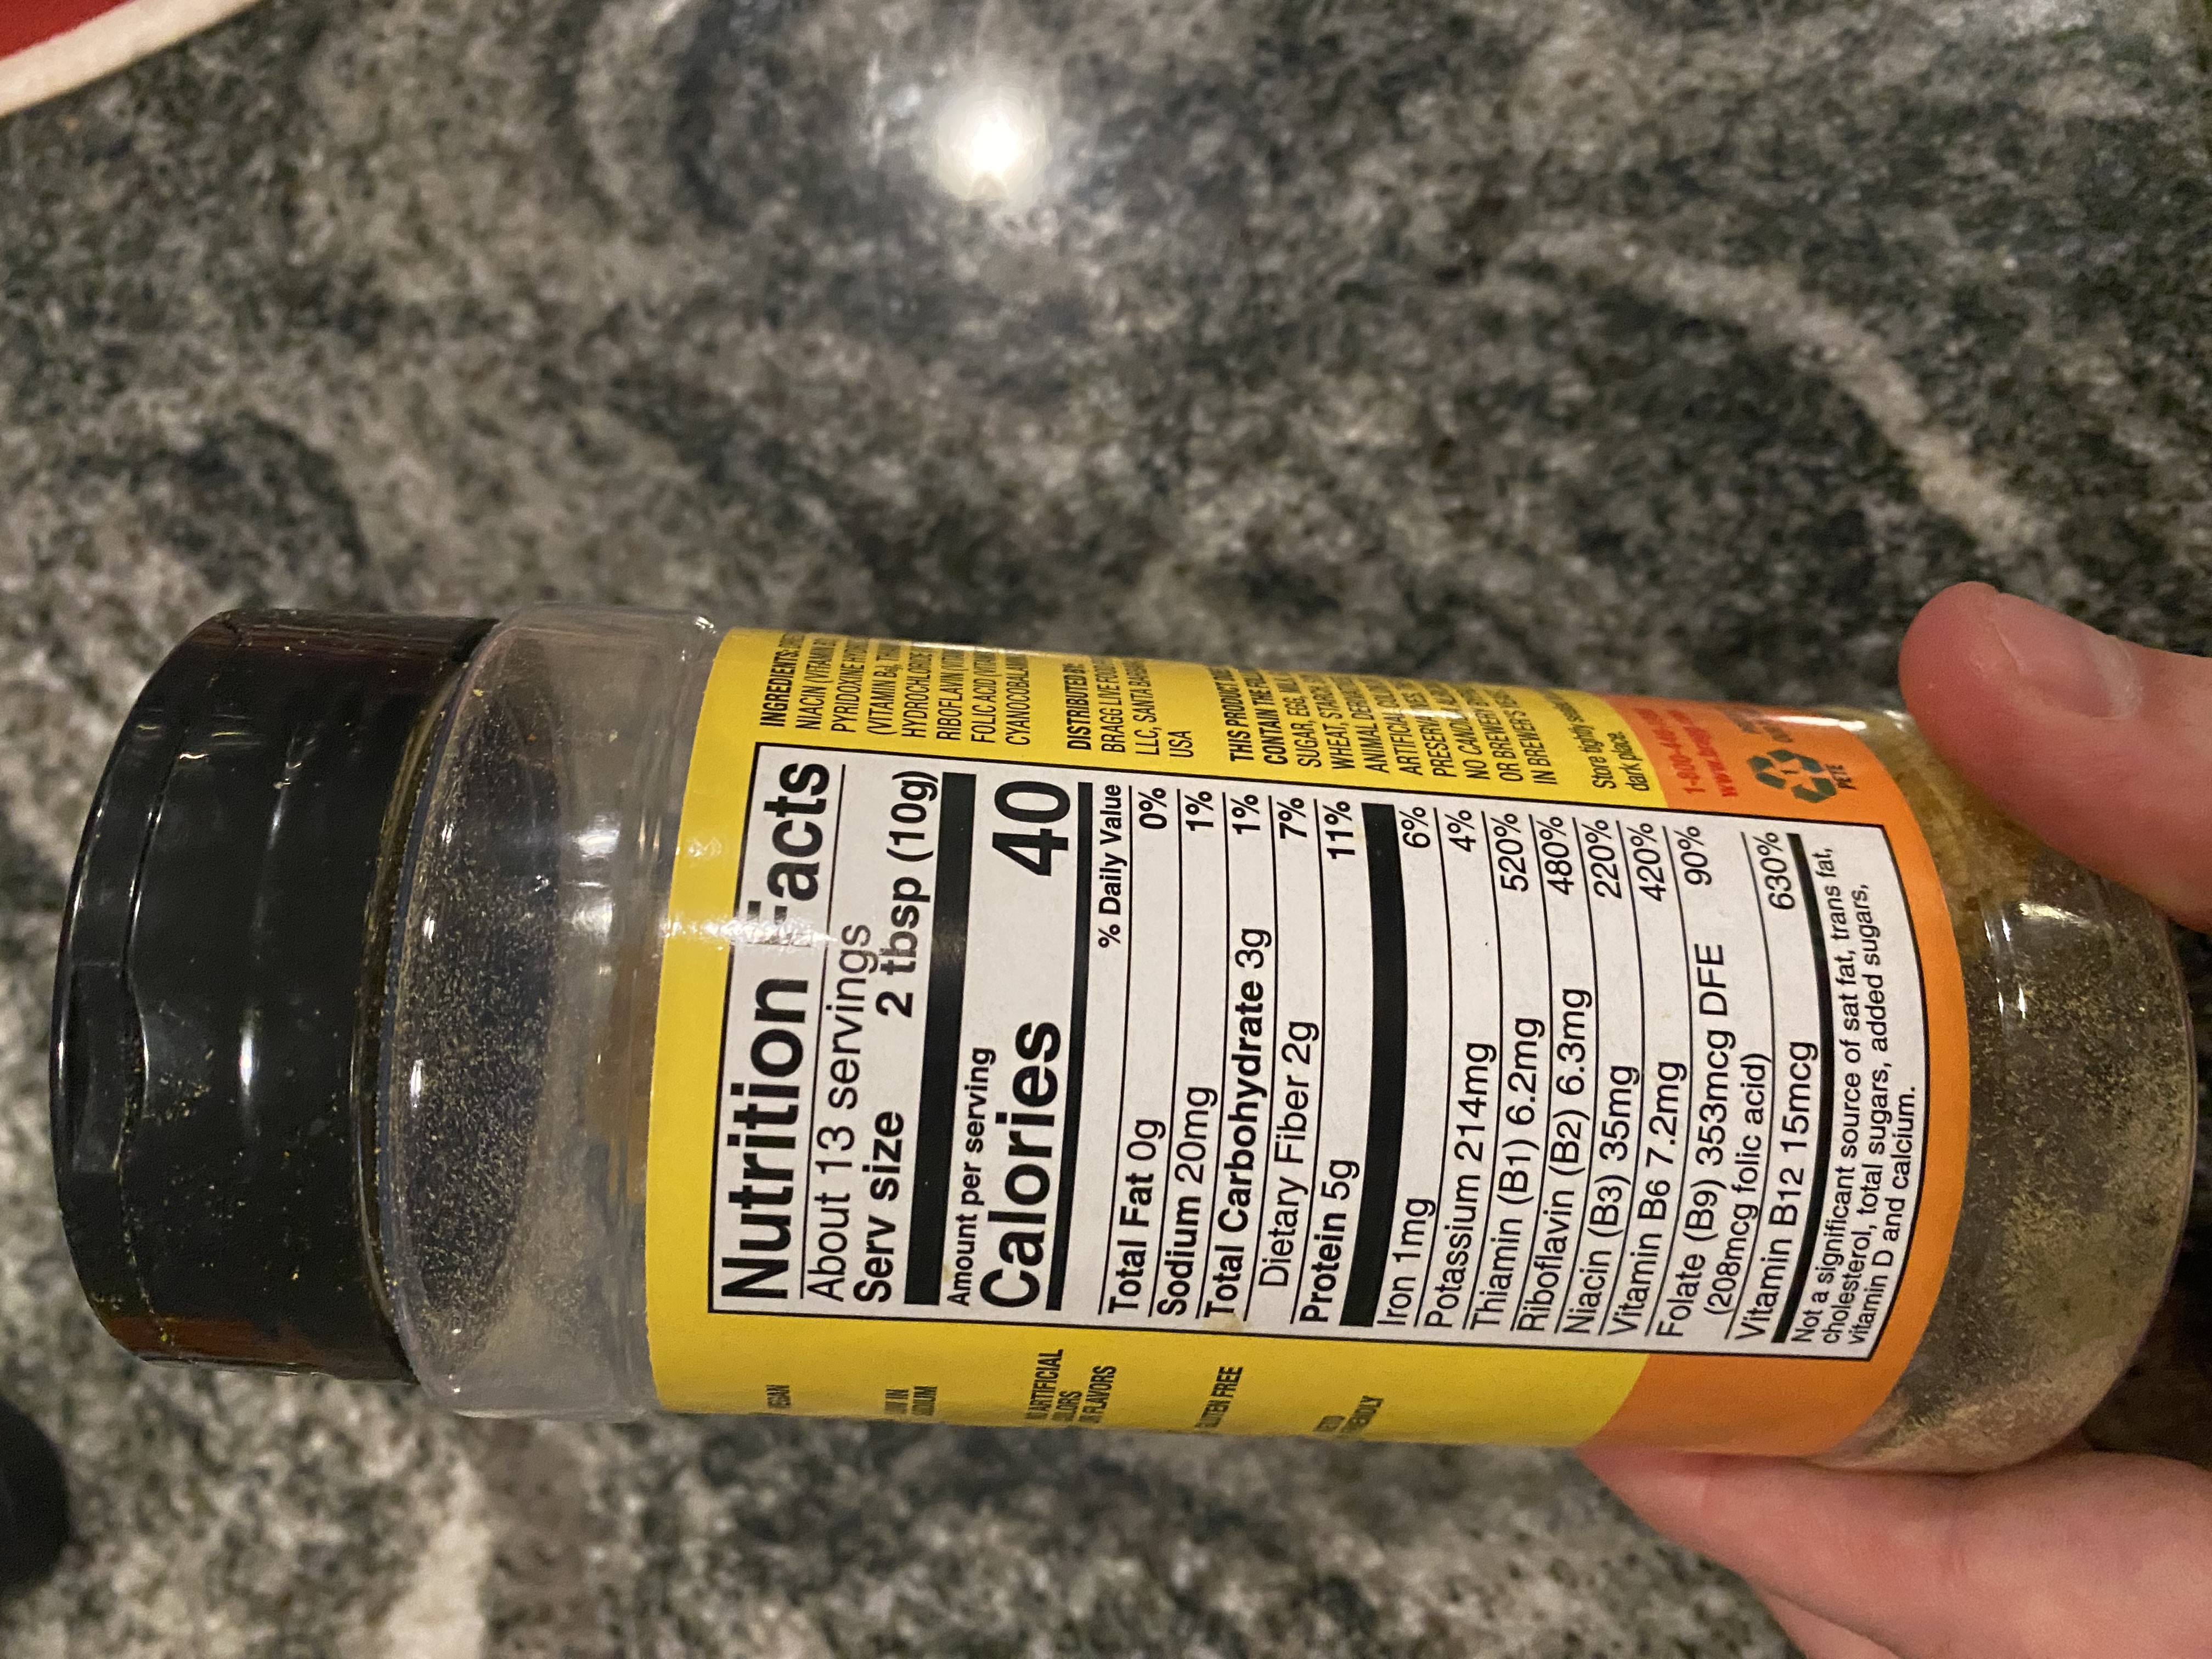 Nutrition Facts
About 13 servings
Serv size 2 tbsp (10g)
Amount per serving
Calories 40
% Daily Value
Total Fat 0g 0%
Sodium 20mg 1%
Total Carbohydrate 3g 1%
Dietary Fiber 2g 7%
Protein 5g 11%
Iron 1mg 6%
Potassium 214mg 4%
Thiamin (B1) 6.2mg 520%
Riboflavin (B2) 6.3mg 480%
Niacin (B3) 35mg 220%
Vitamin B6 7.2mg 420%
Folate (B9) 353mcg DFE 90%
(208mcg folic acid)
Vitamin B12 15mcg 630%
Not a significant source of sat fat, trans fat,
cholesterol, total sugars, added sugars,
vitamin D and calcium.
INGREDIENTS:
NIACIN (VITAMIN
PYRIDOXINE
(VITAMIN B6),
HYDROCHLORIDE
RIBOFLAVIN
FOLIC ACID
CYANOCOBALAMIN
DISTRIBUTED BY:
BRAGG LIVE FOOD
LLC, SANTA
USA
THIS PRODUCT
CONTAIN THE
SUGAR, EGG,
WHEAT, STARCH
ANIMAL
ARTIFICIAL
NO
OR BREWER'S
IN BREWER'S
Store tightly
dark place.
PETE
VEGAN
IN
ARTIFICIAL
FLAVORS
FREE